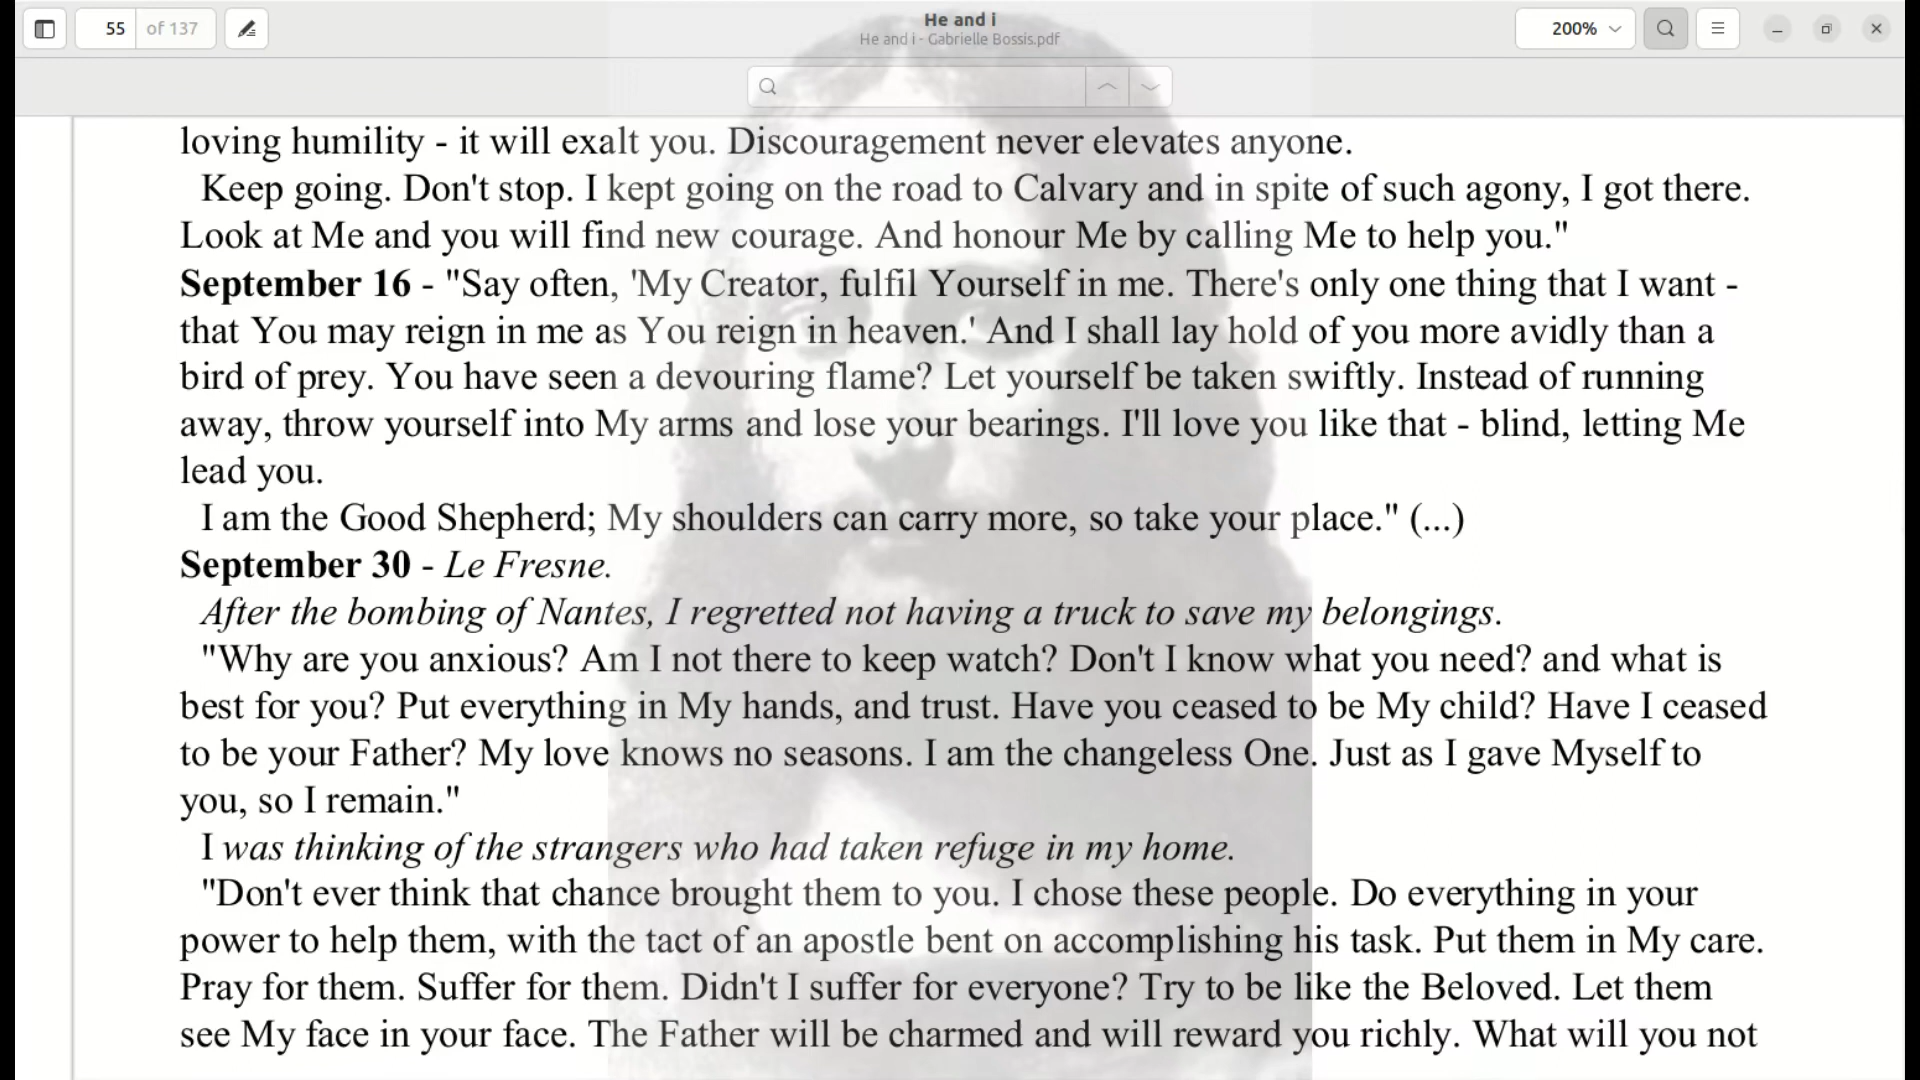 He and i
He and i - Gabrielle Bossis.pdf
55 of 137
200%
loving humility - it will exalt you. Discouragement never elevates anyone.
Keep going. Don't stop. I kept going on the road to Calvary and in spite of such agony, I got there.
Look at Me and you will find new courage. And honour Me by calling Me to help you."
September 16 - "Say often, 'My Creator, fulfil Yourself in me. There's only one thing that I want -
that You may reign in me as You reign in heaven.' And I shall lay hold of you more avidly than a
bird of prey. You have seen a devouring flame? Let yourself be taken swiftly. Instead of running
away, throw yourself into My arms and lose your bearings. I'll love you like that - blind, letting Me
lead you.
I am the Good Shepherd; My shoulders can carry more, so take your place." (...)
September 30 - Le Fresne.
After the bombing of Nantes, I regretted not having a truck to save my belongings.
"Why are you anxious? Am I not there to keep watch? Don't I know what you need? and what is
best for you? Put everything in My hands, and trust. Have you ceased to be My child? Have I ceased
to be your Father? My love knows no seasons. I am the changeless One. Just as I gave Myself to
you, so I remain."
I was thinking of the strangers who had taken refuge in my home.
"Don't ever think that chance brought them to you. I chose these people. Do everything in your
power to help them, with the tact of an apostle bent on accomplishing his task. Put them in My care.
Pray for them. Suffer for them. Didn't I suffer for everyone? Try to be like the Beloved. Let them
see My face in your face. The Father will be charmed and will reward you richly. What will you not